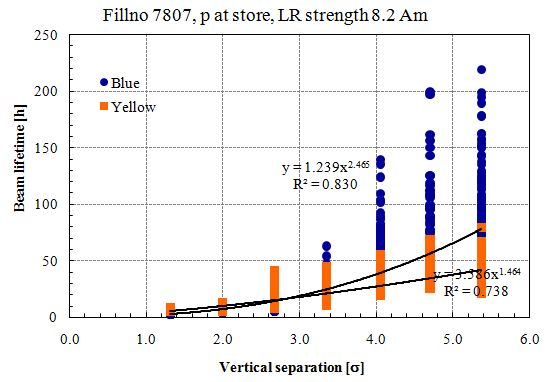 Fillno 7807, p at store, LR strength 8.2 Am
250
200
150
100
50
0
Beam lifetime [h]
Blue
Yellow
y = 1.239x^2.465
R² = 0.830
y = 3.386x^1.464
R² = 0.738
0.0 1.0 2.0 3.0 4.0 5.0 6.0
Vertical separation [σ]